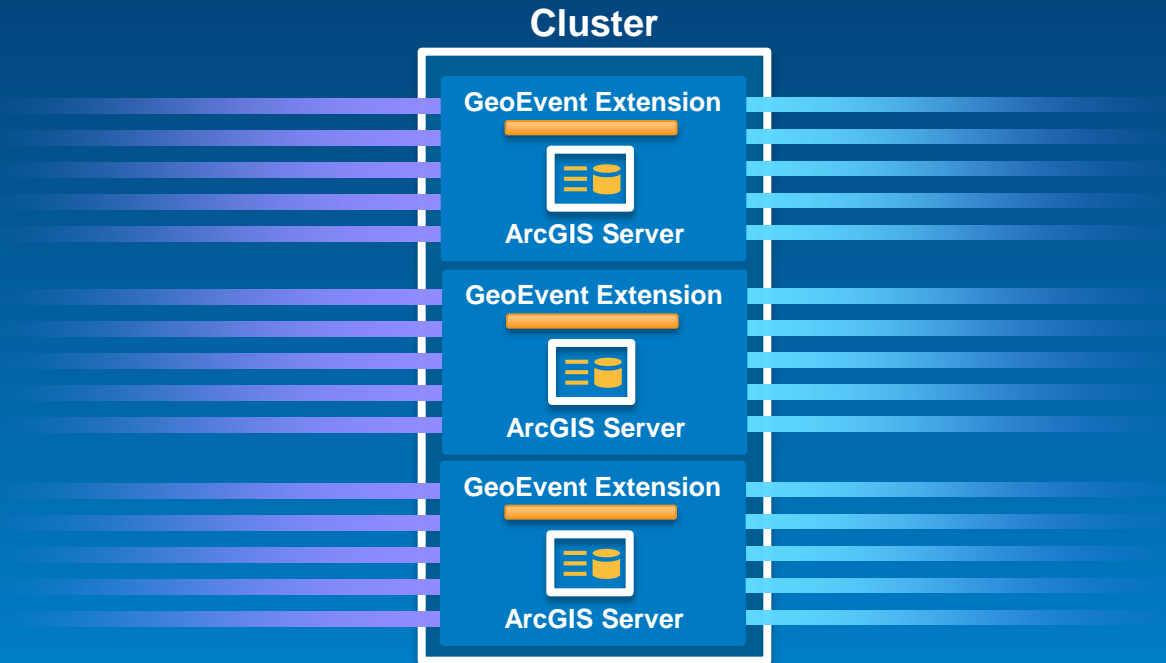 Cluster
GeoEvent Extension
ArcGIS Server
GeoEvent Extension
ArcGIS Server
GeoEvent Extension
ArcGIS Server